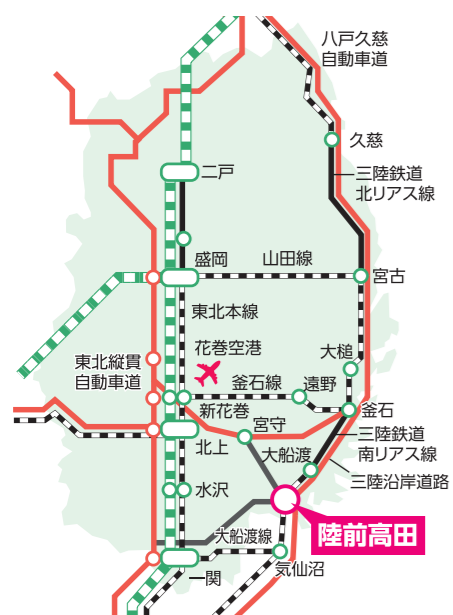 八戸久慈
自動車道
久慈
三陸鉄道
北リアス線
二戸
盛岡
山田線
宮古
東北本線
花巻空港
大槌
東北縦貫
自動車道
釜石線
遠野
新花巻
宮守
釜石
北上
大船渡
三陸鉄道
南リアス線
三陸沿岸道路
水沢
陸前高田
大船渡線
一関
気仙沼